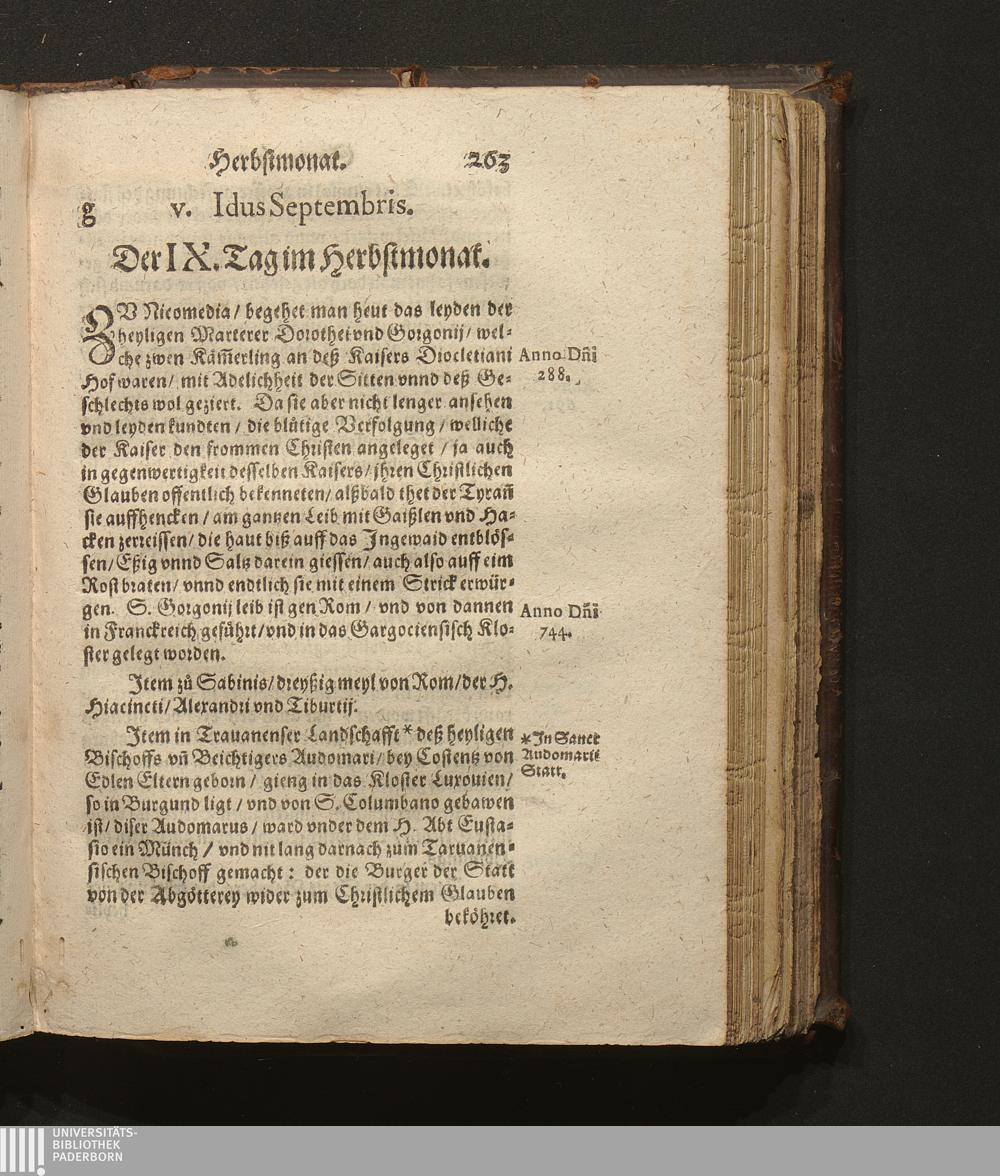 Herbstmonat. 263
g v. Idus Septembris.
Der IX. Tag im Herbstmonat.
ZV Nicomedia / begehet man heut das leyden der
heyligen Marterer Dorothei vnd Gorgonij / wel-
che zwen Kam̃erling an deß Kaisers Diocletiani
Hof waren / mit Adelichheit der Sitten vnnd deß Ge-
schlechts wol geziert. Da sie aber nicht lenger ansehen
vnd leyden kundten / die blůtige Verfolgung / welliche
der Kaiser den frommen Christen angeleget / ja auch
in gegenwertigkeit desselben Kaisers / jhren Christlichen
Glauben offentlich bekenneten / alßbald thet der Tyrañ
sie auffhencken / am gantzen Leib mit Gaißlen vnd Ha-
cken zerreissen / die haut biß auff das Ingewaid entblös-
sen / Eßig vnnd Saltz darein giessen / auch also auff eim
Rost braten / vnnd endtlich sie mit einem Strick erwür-
gen. S. Gorgonij leib ist gen Rom / vnd von dannen
in Franckreich geführt / vnd in das Gargociensisch Klo-
ster gelegt worden.
Anno Dñi
288.
Anno Dñi
744.
Item zů Sabinis / dreyßig meyl von Rom / der H.
Hiacincti / Alexandri vnd Tiburtij.
Item in Trauanenser Landschafft * deß heyligen
Bischoffs vñ Beichtigers Audomari / bey Costentz von
Edlen Eltern geborn / gieng in das Kloster Luxouien /
so in Burgund ligt / vnd von S. Columbano gebawen
ist / diser Audomarus / ward vnder dem H. Abt Eusta-
sio ein Münch / vnd nit lang darnach zum Taruanen-
sischen Bischoff gemacht : der die Burger der Statt
von der Abgötterey wider zum Christlichem Glauben
beköhret.
* In Sanct
Audomaris
Statt.
UNIVERSITÄTS-
BIBLIOTHEK
PADERBORN